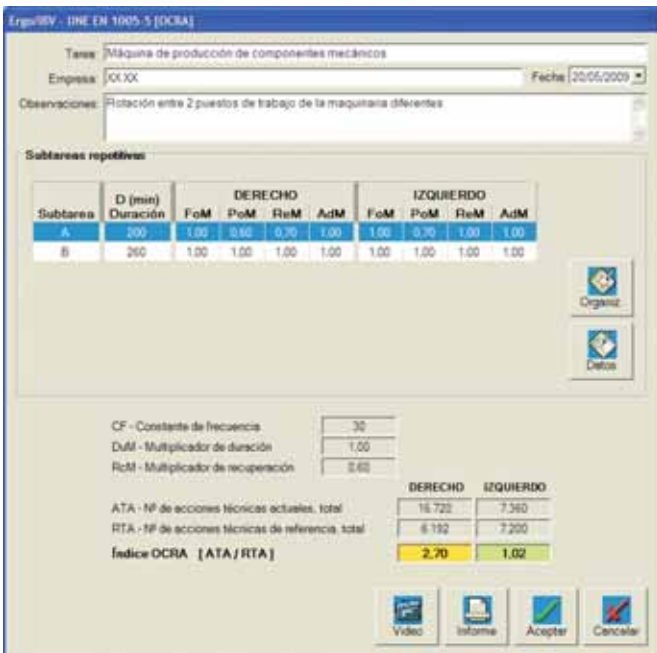 Ergo/IBV - UNE EN 1005-5 [OCRA]
Tarea: Máquina de producción de componentes mecánicos
Empresa: XX.XX Fecha 20/05/2009
Observaciones: Rotación entre 2 puestos de trabajo de la maquinaria diferentes
Subtareas repetitivas
D (min) DERECHO IZQUIERDO
Subtarea Duración FoM PoM ReM AdM FoM PoM ReM AdM
A 200 1,00 0,60 0,70 1,00 1,00 0,70 1,00 1,00
B 260 1,00 1,00 1,00 1,00 1,00 1,00 1,00 1,00
Organiz.
Datos
CF - Constante de frecuencia 30
DuM - Multiplicador de duración 1,00
RcM - Multiplicador de recuperación 0,60
DERECHO IZQUIERDO
ATA - Nº de acciones técnicas actuales, total 16.720 7.360
RTA - Nº de acciones técnicas de referencia, total 6.192 7.200
Índice OCRA [ ATA / RTA ] 2,70 1,02
Video Informe Aceptar Cancelar